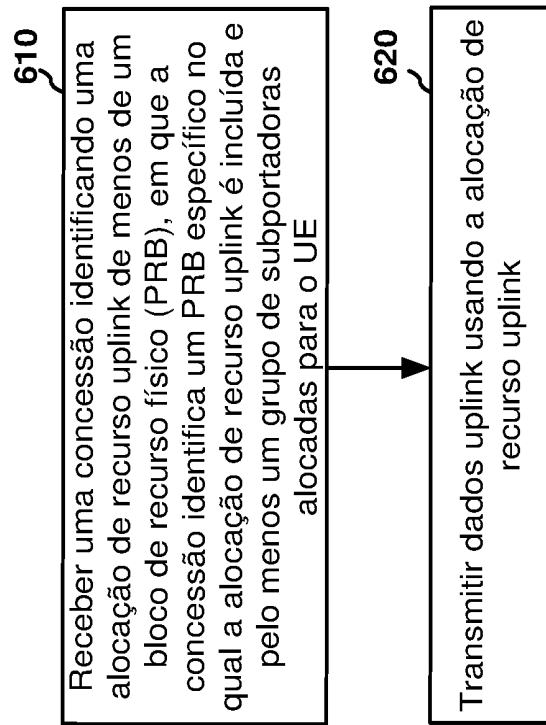 610
Receber uma concessão identificando uma
alocação de recurso uplink de menos de um
bloco de recurso físico (PRB), em que a
concessão identifica um PRB específico no
qual a alocação de recurso uplink é incluída e
pelo menos um grupo de subportadoras
alocadas para o UE
620
Transmitir dados uplink usando a alocação de
recurso uplink